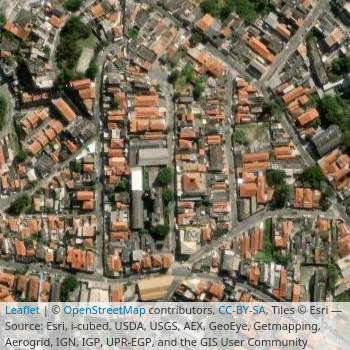 Leaflet | © OpenStreetMap contributors, CC-BY-SA, Tiles © Esri —
Source: Esri, i-cubed, USDA, USGS, AEX, GeoEye, Getmapping,
Aerogrid, IGN, IGP, UPR-EGP, and the GIS User Community